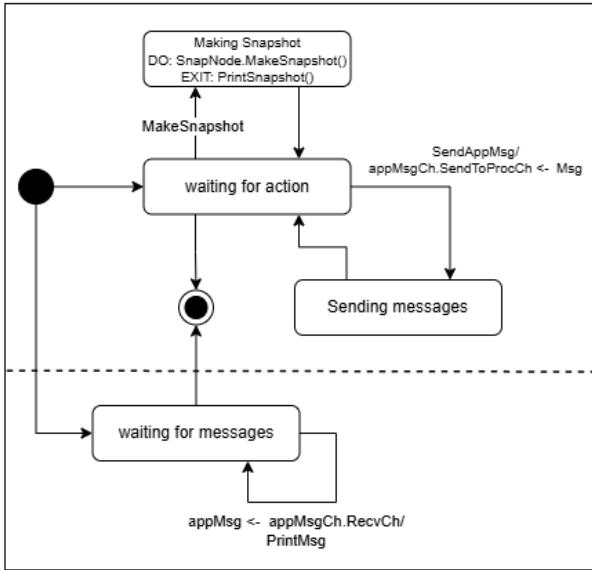 Making Snapshot
DO: SnapNode.MakeSnapshot()
EXIT: PrintSnapshot()
MakeSnapshot
SendAppMsg/
appMsgCh.SendToProcCh <- Msg
waiting for action
Sending messages
waiting for messages
appMsg <- appMsgCh.RecvCh/
PrintMsg